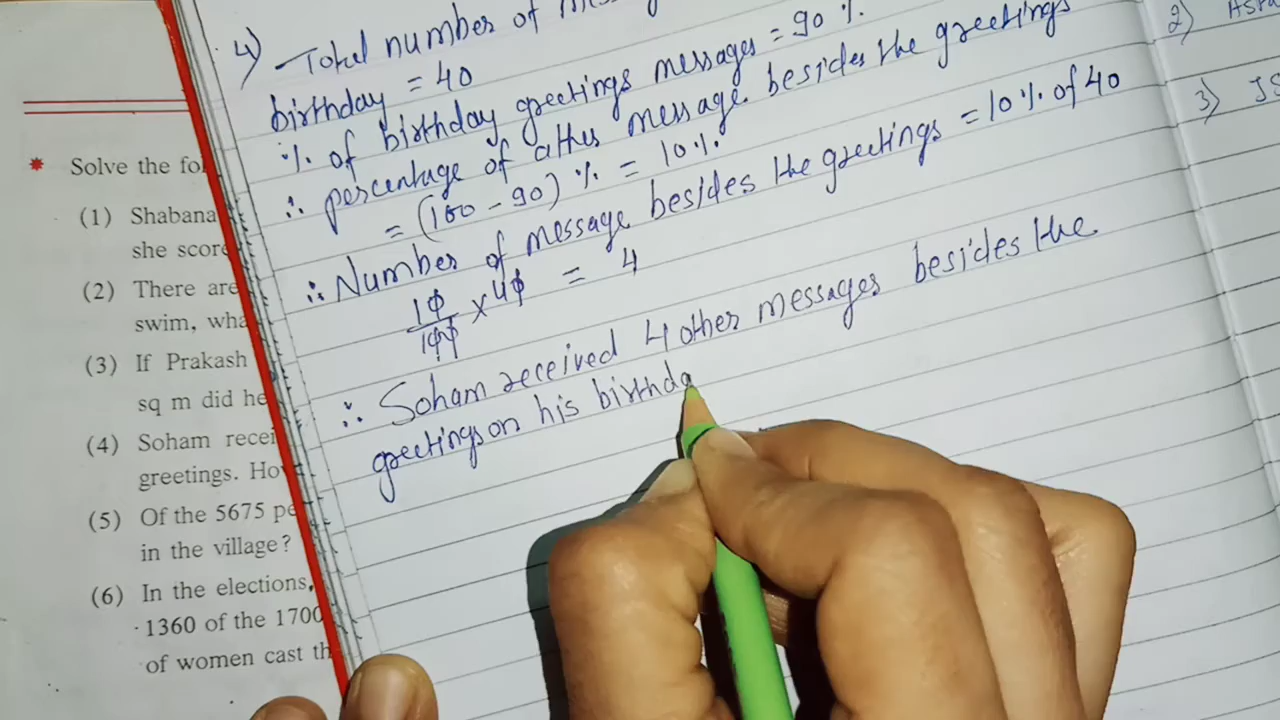 4) Total number of
birthday = 40
% of birthday greetings messages = 90 %
∴ percentage of other message besides the greetings
= (100 - 90) % = 10%
∴ Number of message besides the greetings = 10% of 40
10/100 x 40 = 4
∴ Soham received 4 other messages besides the
greetings on his birthda
2)
3)
* Solve the fo
(1) Shabana
she score
(2) There are
swim, wha
(3) If Prakash
sq m did he
(4) Soham recei
greetings. Ho
(5) Of the 5675 pe
in the village?
(6) In the elections,
1360 of the 1700
of women cast th